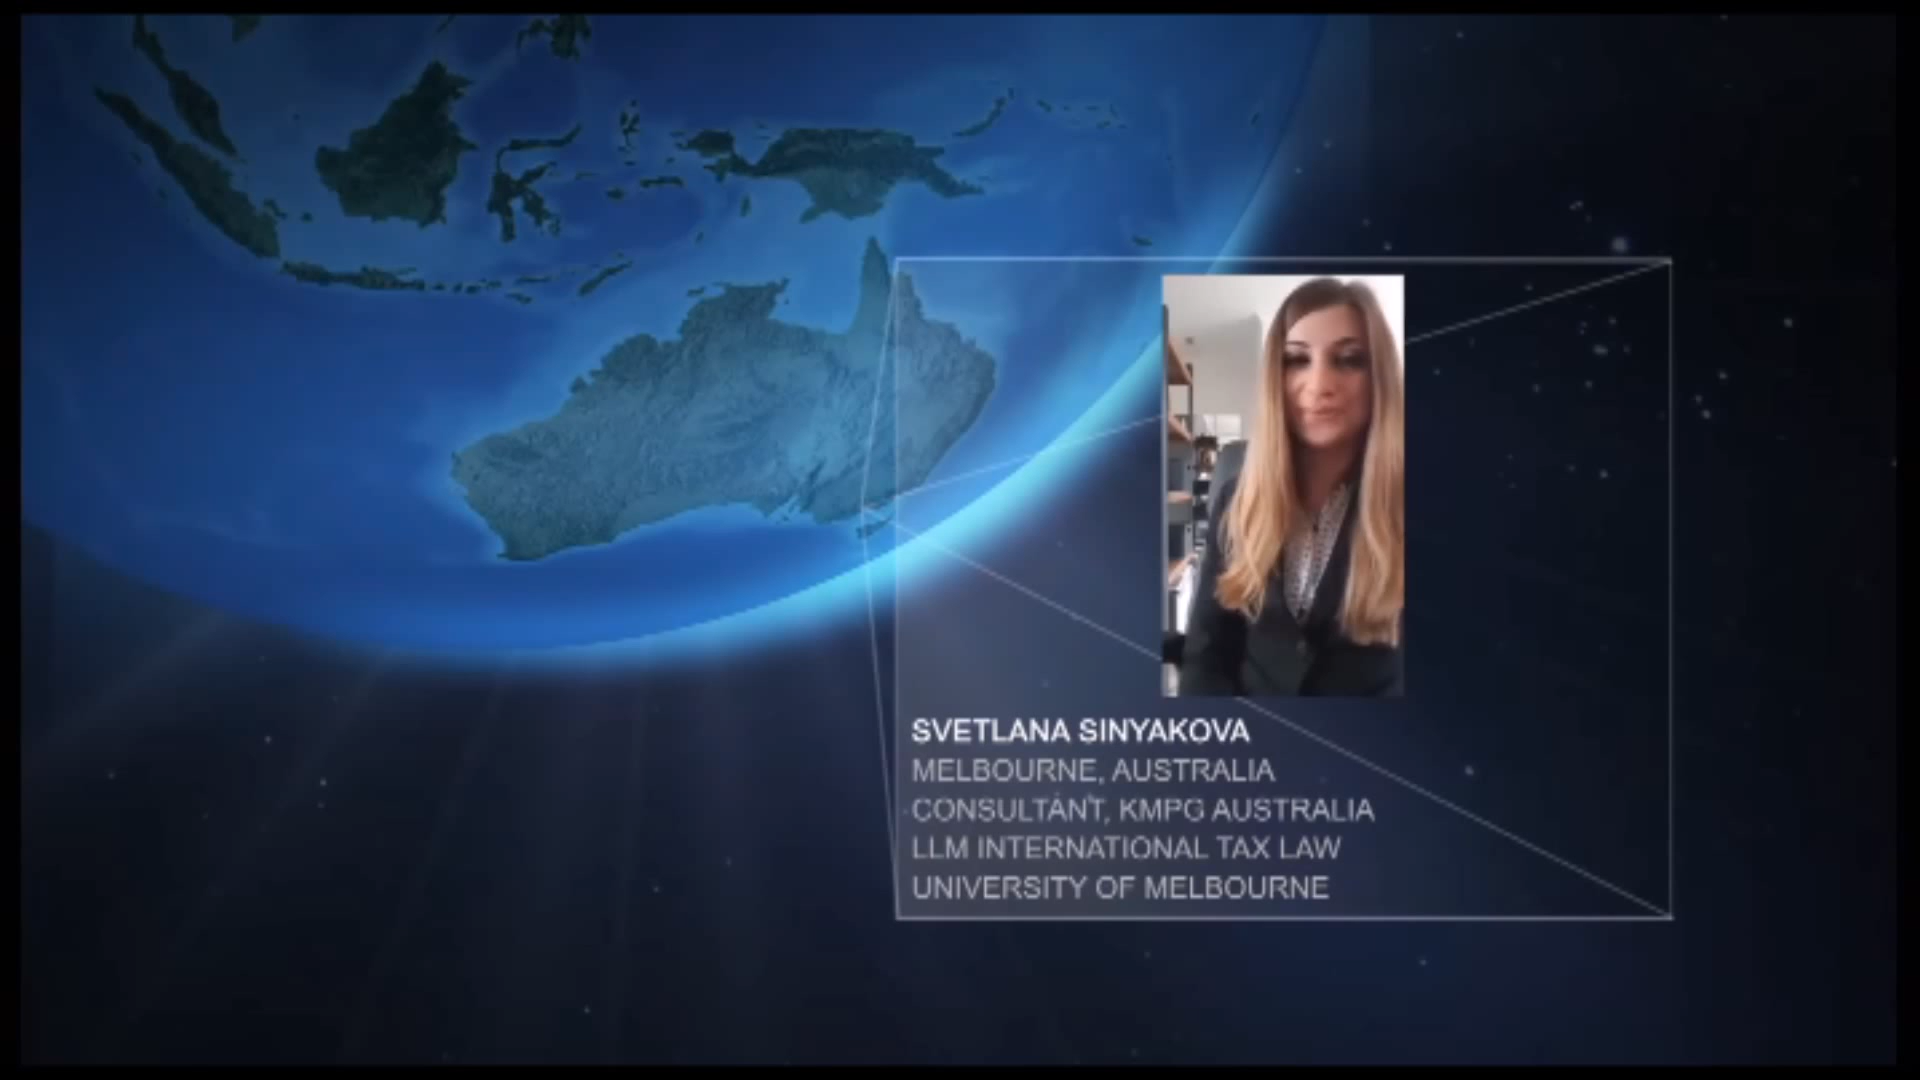 SVETLANA SINYAKOVA
MELBOURNE, AUSTRALIA
CONSULTANT, KMPG AUSTRALIA
LLM INTERNATIONAL TAX LAW
UNIVERSITY OF MELBOURNE